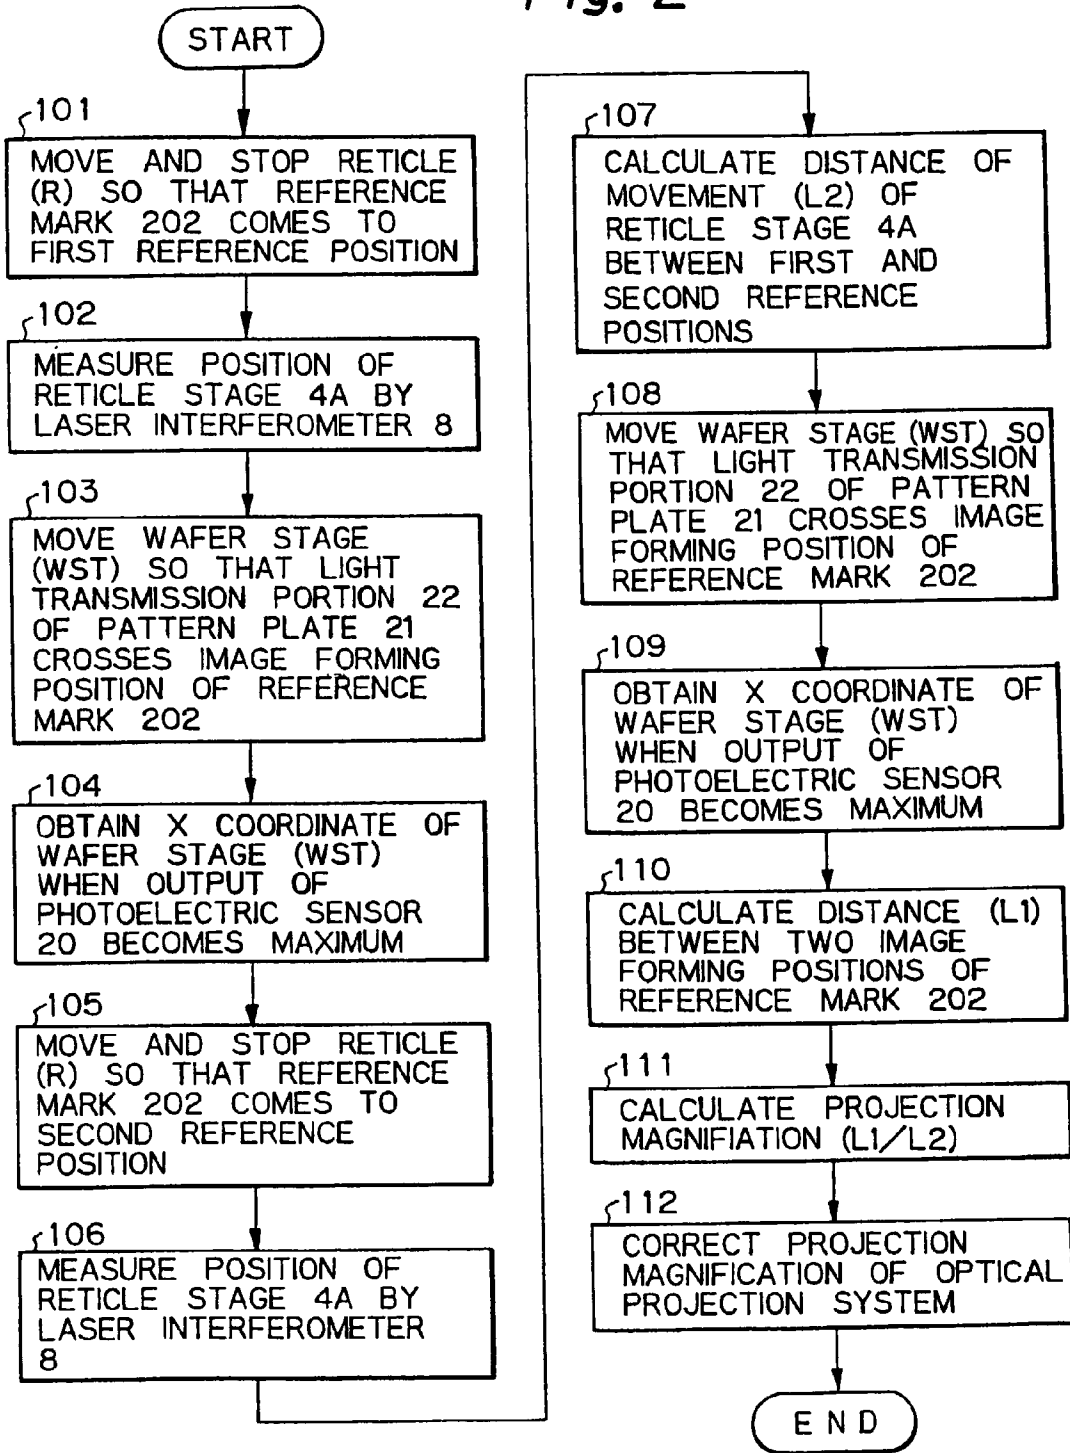 Fig. 2
START
101
MOVE AND STOP RETICLE
(R) SO THAT REFERENCE
MARK 202 COMES TO
FIRST REFERENCE POSITION
102
MEASURE POSITION OF
RETICLE STAGE 4A BY
LASER INTERFEROMETER 8
103
MOVE WAFER STAGE
(WST) SO THAT LIGHT
TRANSMISSION PORTION 22
OF PATTERN PLATE 21
CROSSES IMAGE FORMING
POSITION OF REFERENCE
MARK 202
104
OBTAIN X COORDINATE OF
WAFER STAGE (WST)
WHEN OUTPUT OF
PHOTOELECTRIC SENSOR
20 BECOMES MAXIMUM
105
MOVE AND STOP RETICLE
(R) SO THAT REFERENCE
MARK 202 COMES TO
SECOND REFERENCE
POSITION
106
MEASURE POSITION OF
RETICLE STAGE 4A BY
LASER INTERFEROMETER
8
107
CALCULATE DISTANCE OF
MOVEMENT (L2) OF
RETICLE STAGE 4A
BETWEEN FIRST AND
SECOND REFERENCE
POSITIONS
108
MOVE WAFER STAGE (WST) SO
THAT LIGHT TRANSMISSION
PORTION 22 OF PATTERN
PLATE 21 CROSSES IMAGE
FORMING POSITION OF
REFERENCE MARK 202
109
OBTAIN X COORDINATE OF
WAFER STAGE (WST)
WHEN OUTPUT OF
PHOTOELECTRIC SENSOR
20 BECOMES MAXIMUM
110
CALCULATE DISTANCE (L1)
BETWEEN TWO IMAGE
FORMING POSITIONS OF
REFERENCE MARK 202
111
CALCULATE PROJECTION
MAGNIFIATION (L1/L2)
112
CORRECT PROJECTION
MAGNIFICATION OF OPTICAL
PROJECTION SYSTEM
END